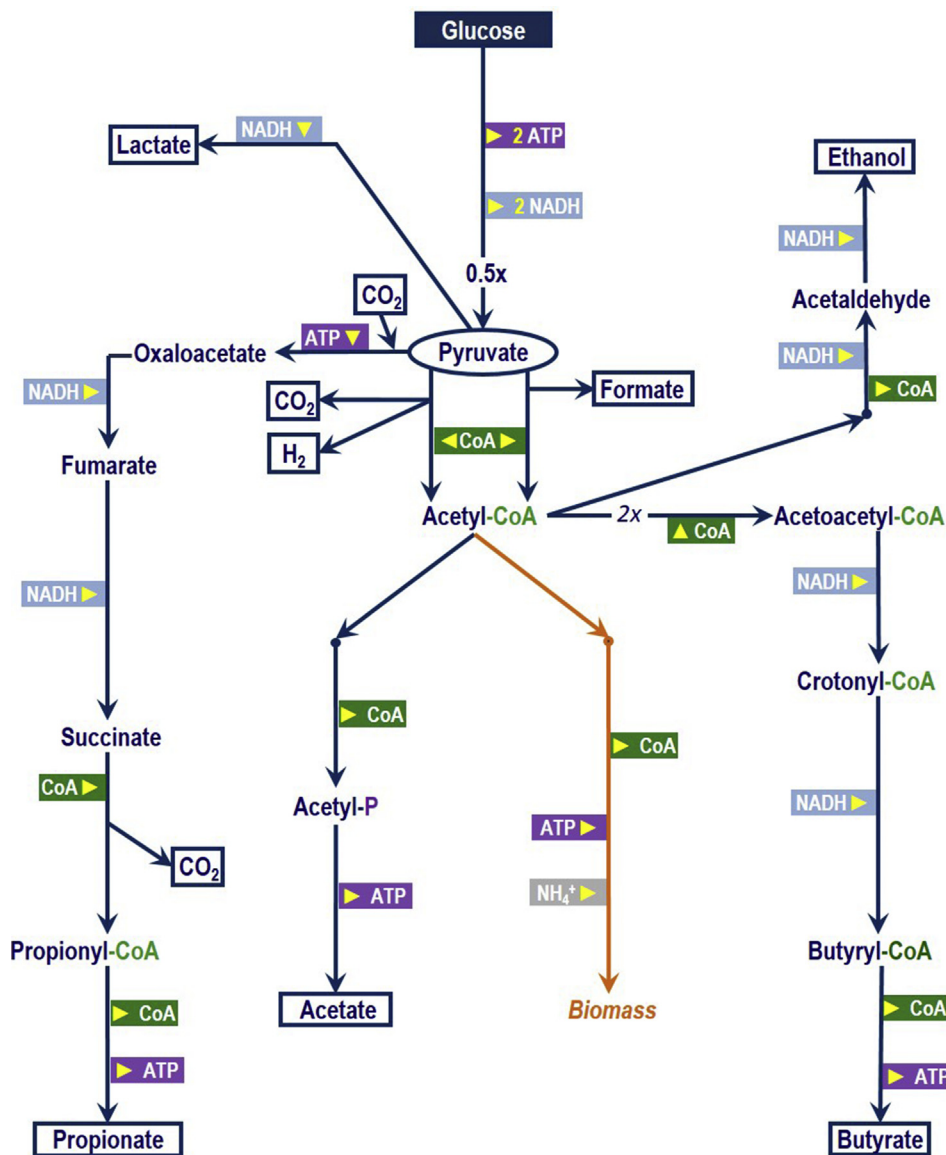 Glucose
NADH ▼
Lactate
► 2 ATP
Ethanol
► 2 NADH
NADH ►
0.5x
CO₂
Acetaldehyde
ATP ▼
Oxaloacetate
Pyruvate
NADH ►
NADH ►
► CoA
CO₂
Formate
H₂
◄ CoA ►
Fumarate
Acetyl-CoA
2x
Acetoacetyl-CoA
▲ CoA
NADH ►
NADH ►
Crotonyl-CoA
► CoA
Succinate
► CoA
CoA ►
NADH ►
Acetyl-P
ATP ►
CO₂
► ATP
NH₄⁺ ►
Propionyl-CoA
Butyryl-CoA
Acetate
Biomass
► CoA
► CoA
► ATP
► ATP
Propionate
Butyrate